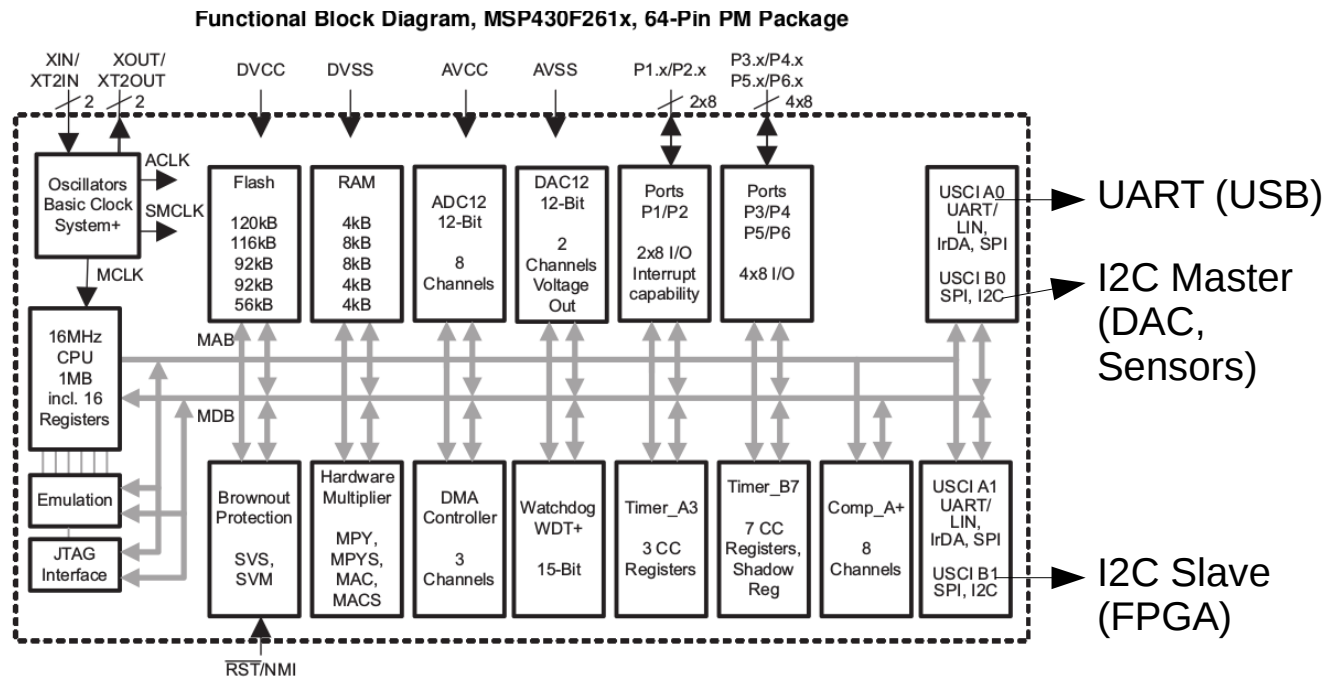 Functional Block Diagram, MSP430F261x, 64-Pin PM Package
XIN/
XT2IN
XOUT/
XT2OUT
DVCC
DVSS
AVCC
AVSS
P1.x/P2.x
P3.x/P4.x
P5.x/P6.x
2
2
2x8
4x8
Oscillators
Basic Clock
System+
ACLK
SMCLK
MCLK
Flash
120kB
116kB
92kB
92kB
56kB
RAM
4kB
8kB
8kB
4kB
4kB
ADC12
12-Bit
8
Channels
DAC12
12-Bit
2
Channels
Voltage
Out
Ports
P1/P2
2x8 I/O
Interrupt
capability
Ports
P3/P4
P5/P6
4x8 I/O
USCI A0
UART/
LIN,
IrDA, SPI
USCI B0
SPI, I2C
UART (USB)
I2C Master
(DAC,
Sensors)
16MHz
CPU
1MB
incl. 16
Registers
MAB
MDB
Emulation
JTAG
Interface
Brownout
Protection
SVS,
SVM
Hardware
Multiplier
MPY,
MPYS,
MAC,
MACS
DMA
Controller
3
Channels
Watchdog
WDT+
15-Bit
Timer_A3
3 CC
Registers
Timer_B7
7 CC
Registers,
Shadow
Reg
Comp_A+
8
Channels
USCI A1
UART/
LIN,
IrDA, SPI
USCI B1
SPI, I2C
I2C Slave
(FPGA)
RST/NMI